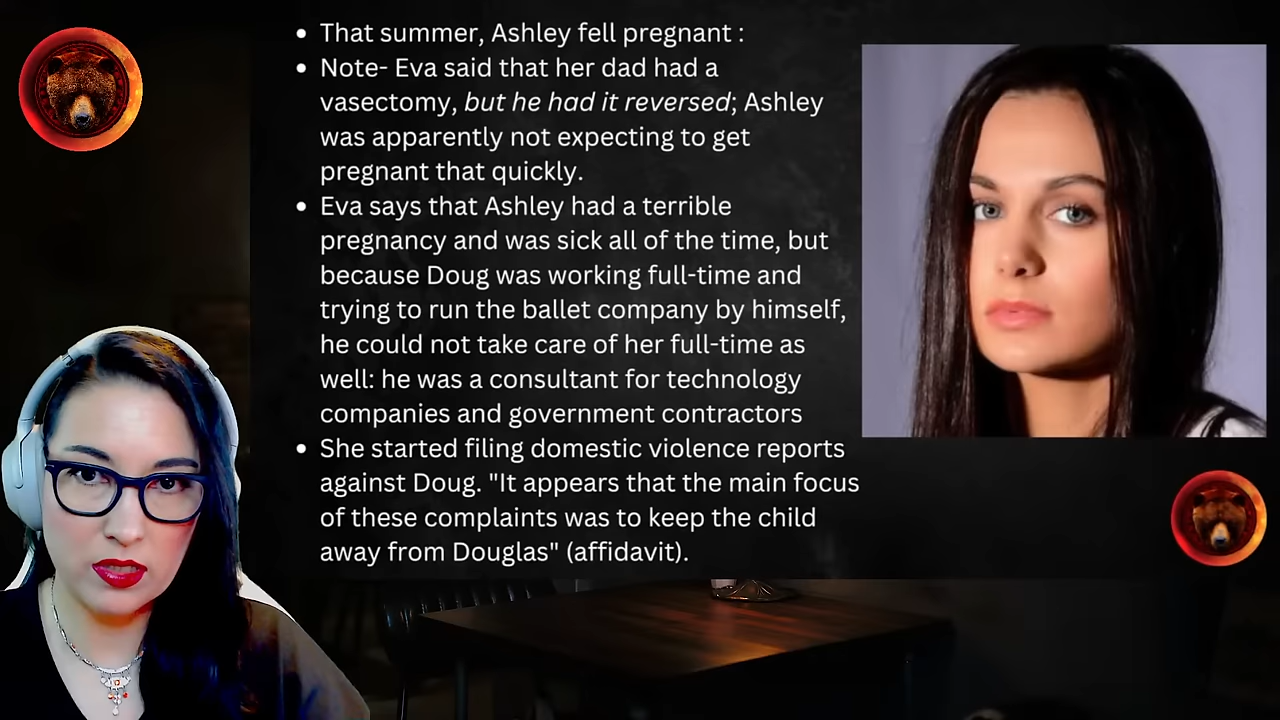 • That summer, Ashley fell pregnant :
• Note- Eva said that her dad had a
vasectomy, but he had it reversed; Ashley
was apparently not expecting to get
pregnant that quickly.
• Eva says that Ashley had a terrible
pregnancy and was sick all of the time, but
because Doug was working full-time and
trying to run the ballet company by himself,
he could not take care of her full-time as
well: he was a consultant for technology
companies and government contractors
• She started filing domestic violence reports
against Doug. "It appears that the main focus
of these complaints was to keep the child
away from Douglas" (affidavit).